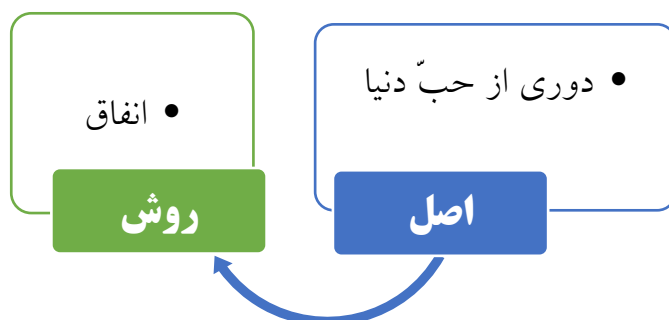 • دوری از حبّ دنیا
اصل
• انفاق
روش